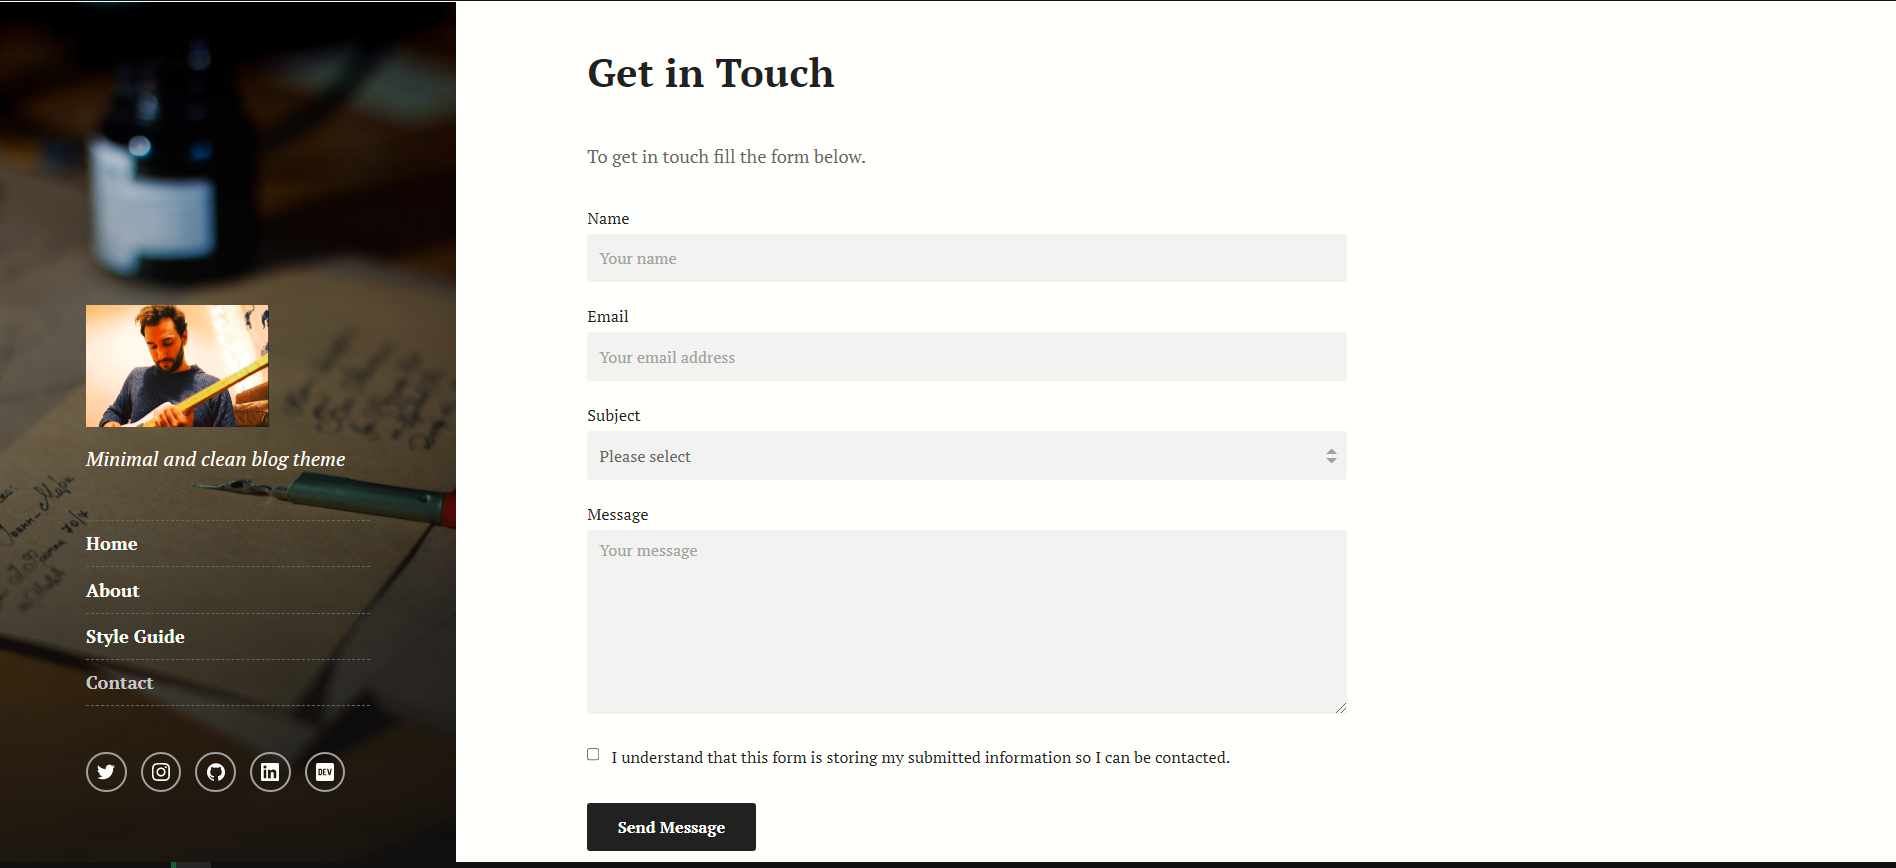 Minimal and clean blog theme
Home
About
Style Guide
Contact
DEV
Get in Touch
To get in touch fill the form below.
Name
Your name
Email
Your email address
Subject
Please select
Message
Your message
I understand that this form is storing my submitted information so I can be contacted.
Send Message